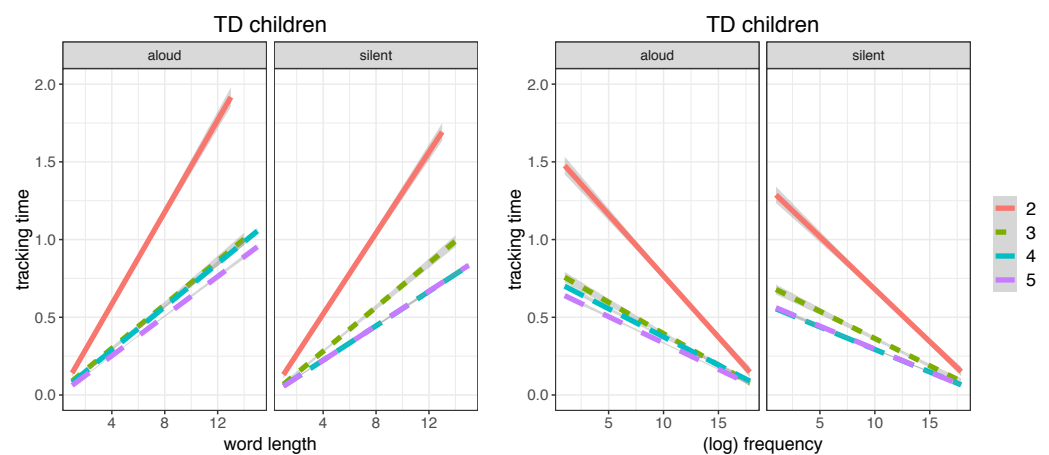 TD children
aloud
silent
tracking time
2.0
1.5
1.0
0.5
0.0
4
8
12
4
8
12
word length
TD children
aloud
silent
tracking time
2.0
1.5
1.0
0.5
0.0
5
10
15
5
10
15
(log) frequency
2
3
4
5